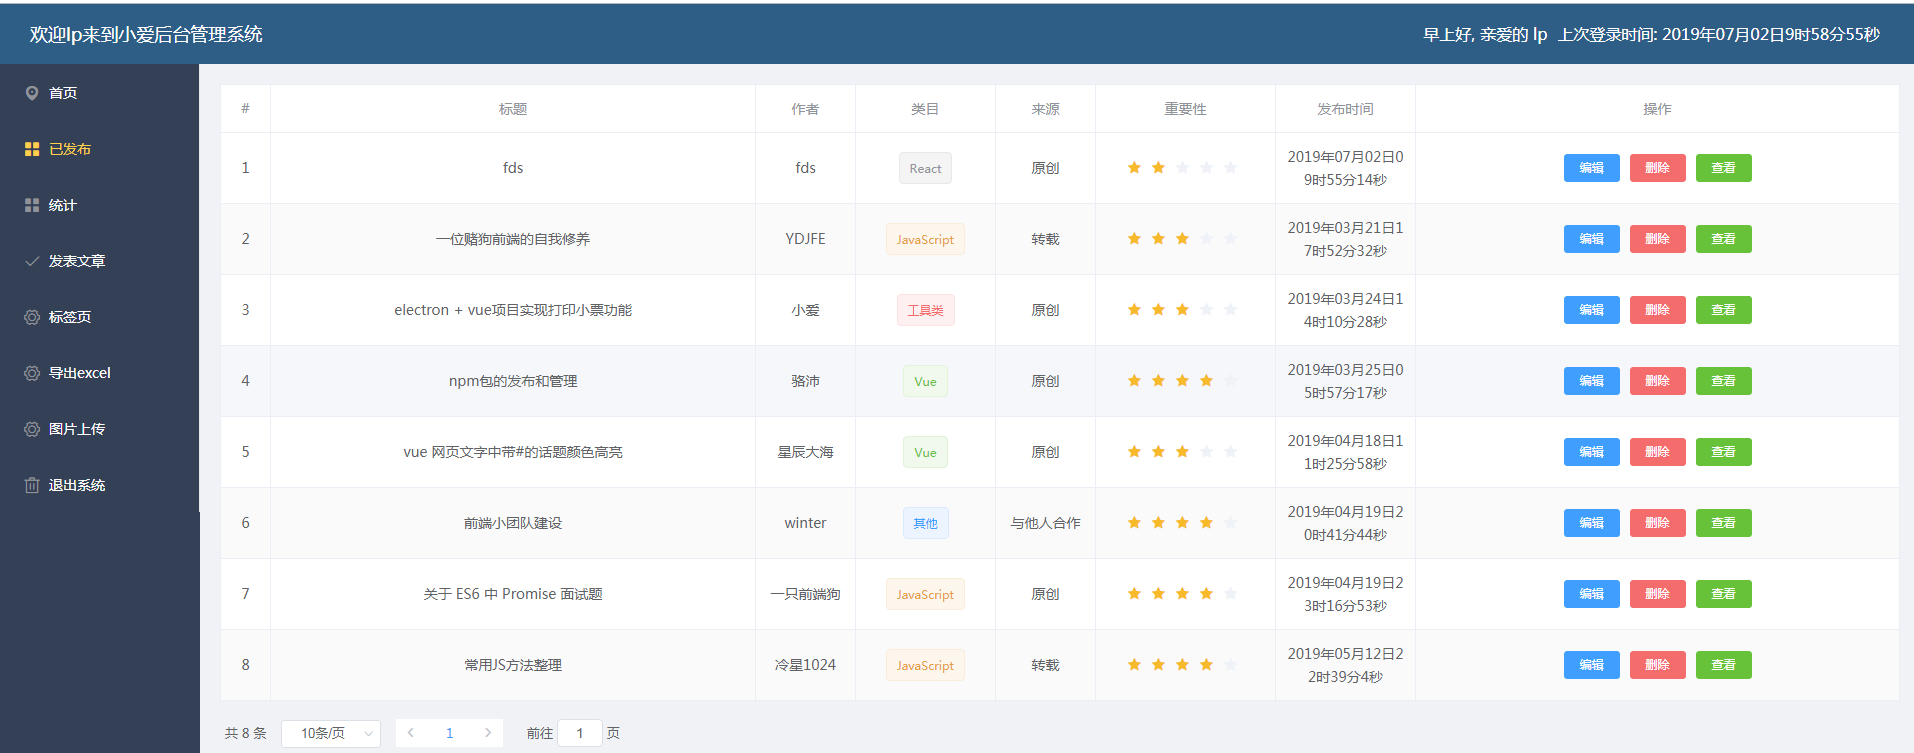 欢迎lp来到小爱后台管理系统
早上好, 亲爱的 lp 上次登录时间: 2019年07月02日9时58分55秒
首页
已发布
统计
发表文章
标签页
导出excel
图片上传
退出系统
# 标题 作者 类目 来源 重要性 发布时间 操作
1 fds fds React 原创 2019年07月02日0 编辑 删除 查看
9时55分14秒
2 一位赌狗前端的自我修养 YDJFE JavaScript 转载 2019年03月21日1 编辑 删除 查看
7时52分32秒
3 electron + vue项目实现打印小票功能 小爱 工具类 原创 2019年03月24日1 编辑 删除 查看
4时10分28秒
4 npm包的发布和管理 骆沛 Vue 原创 2019年03月25日0 编辑 删除 查看
5时57分17秒
5 vue 网页文字中带#的话题颜色高亮 星辰大海 Vue 原创 2019年04月18日1 编辑 删除 查看
1时25分58秒
6 前端小团队建设 winter 其他 与他人合作 2019年04月19日2 编辑 删除 查看
0时41分44秒
7 关于 ES6 中 Promise 面试题 一只前端狗 JavaScript 原创 2019年04月19日2 编辑 删除 查看
3时16分53秒
8 常用JS方法整理 冷星1024 JavaScript 转载 2019年05月12日2 编辑 删除 查看
2时39分4秒
共 8 条 10条/页 1 前往 1 页